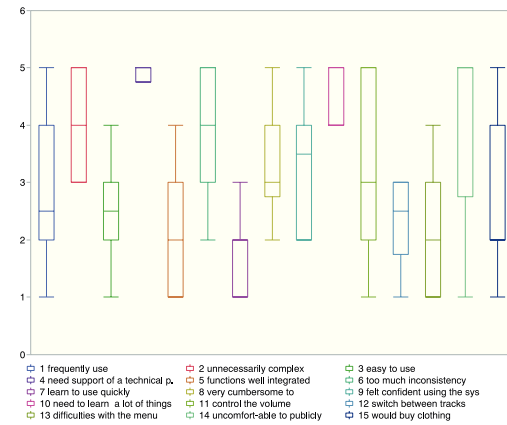 6
5
4
3
2
1
0
1 frequently use 2 unnecessarily complex 3 easy to use
4 need support of a technical p. 5 functions well integrated 6 too much inconsistency
7 learn to use quickly 8 very cumbersome to 9 felt confident using the sys
10 need to learn a lot of things 11 control the volume 12 switch between tracks
13 difficulties with the menu 14 uncomfort-able to publicly 15 would buy clothing